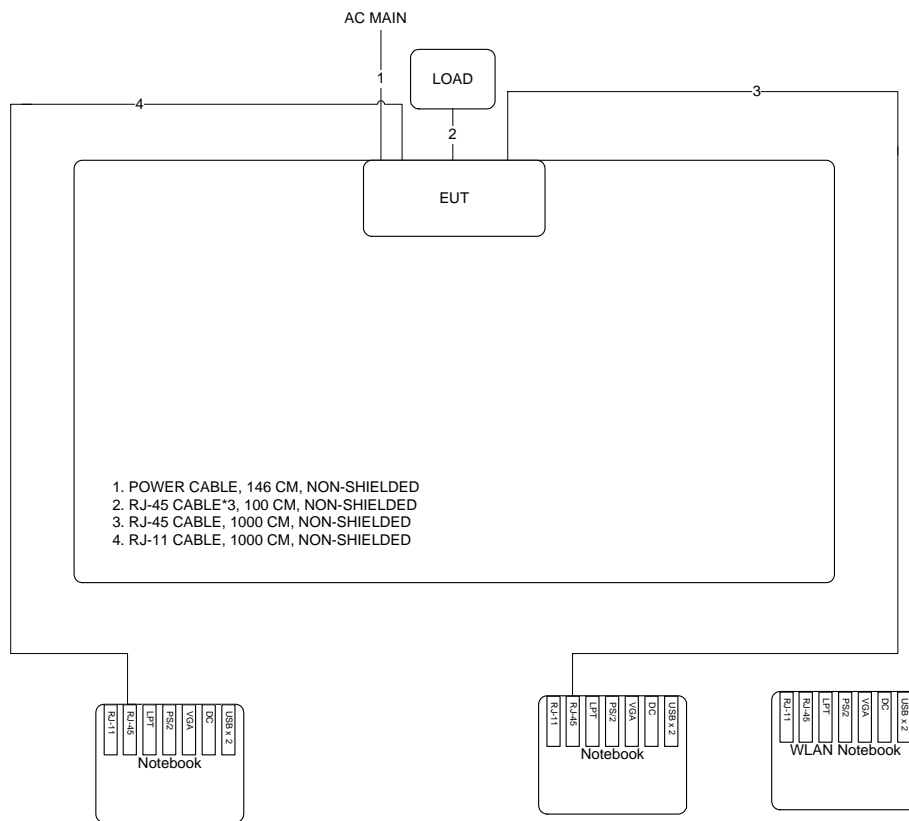 AC MAIN
LOAD
1
4
3
2
EUT
1. POWER CABLE, 146 CM, NON-SHIELDED
2. RJ-45 CABLE*3, 100 CM, NON-SHIELDED
3. RJ-45 CABLE, 1000 CM, NON-SHIELDED
4. RJ-11 CABLE, 1000 CM, NON-SHIELDED
RJ-11
RJ-45
LPT
PS/2
VGA
DC
USB x 2
Notebook
RJ-11
RJ-45
LPT
PS/2
VGA
DC
USB x 2
Notebook
RJ-11
RJ-45
LPT
PS/2
VGA
DC
USB x 2
WLAN Notebook